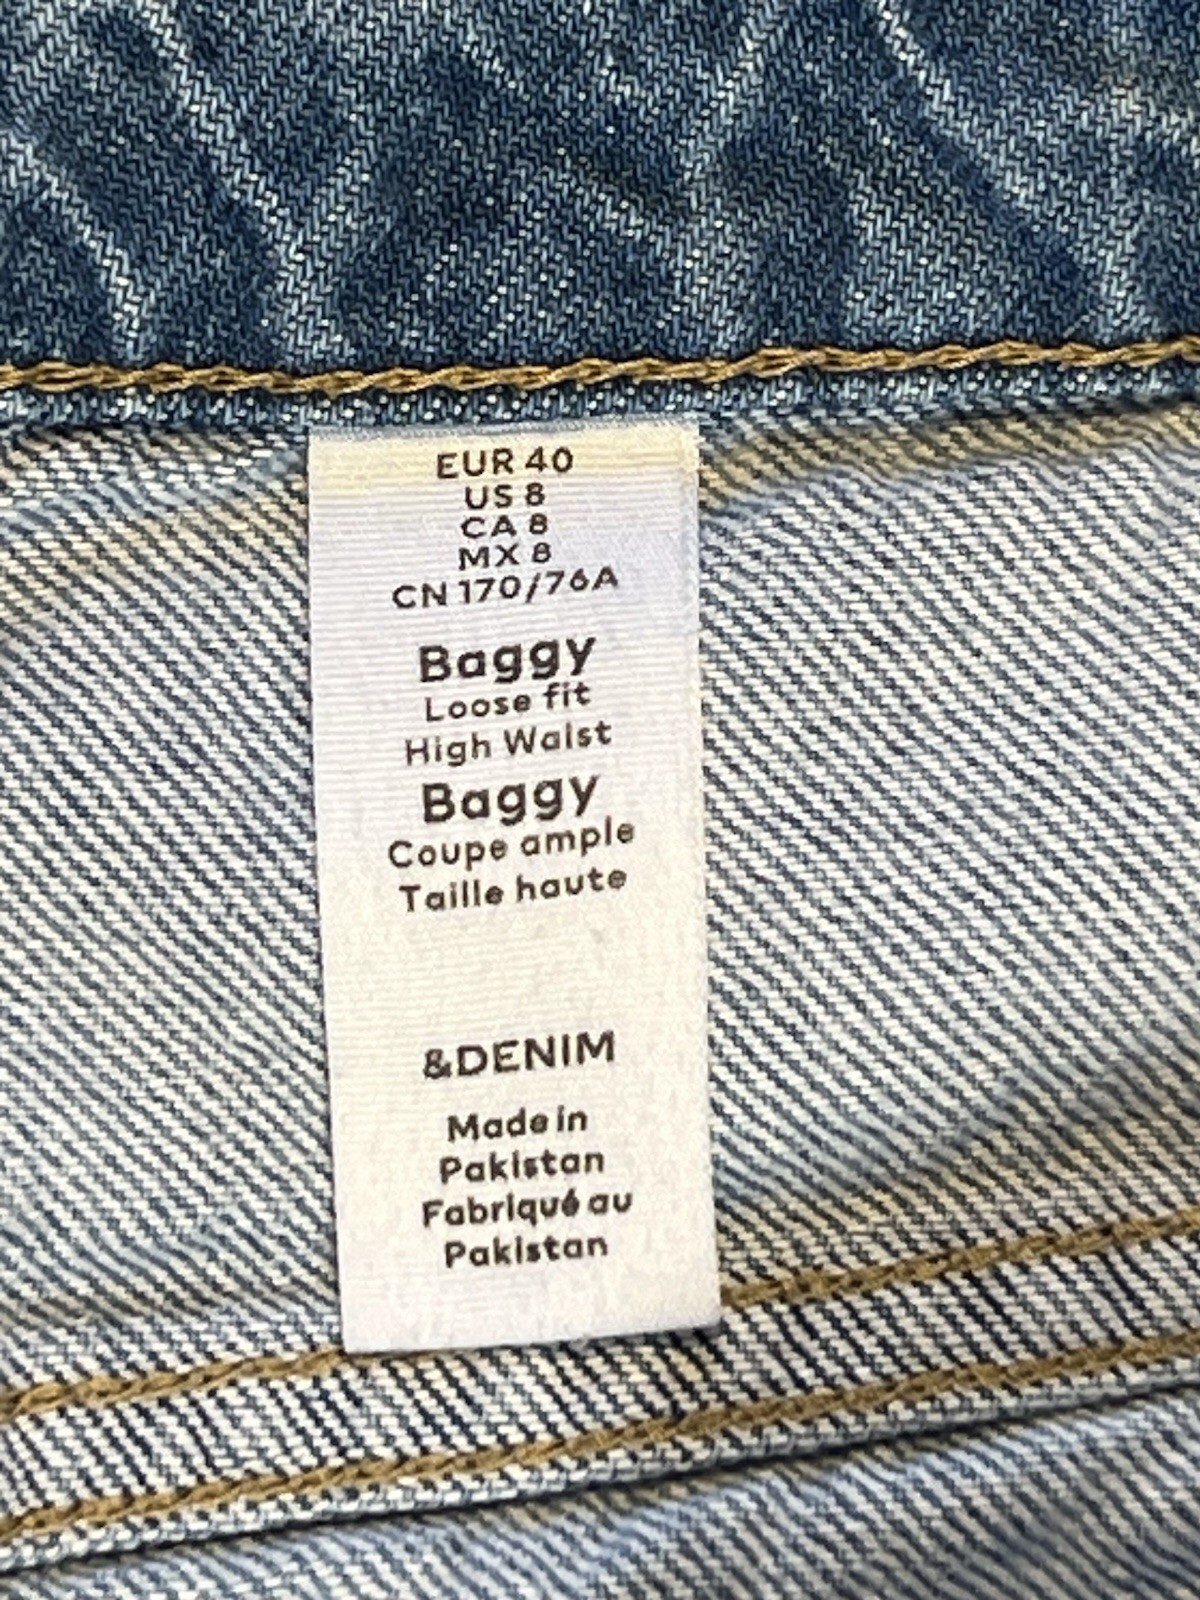 EUR 40
US 8
CA 8
MX 8
CN 170/76A
Baggy
Loose fit
High Waist
Baggy
Coupe ample
Taille haute
&DENIM
Made in
Pakistan
Fabriqué au
Pakistan